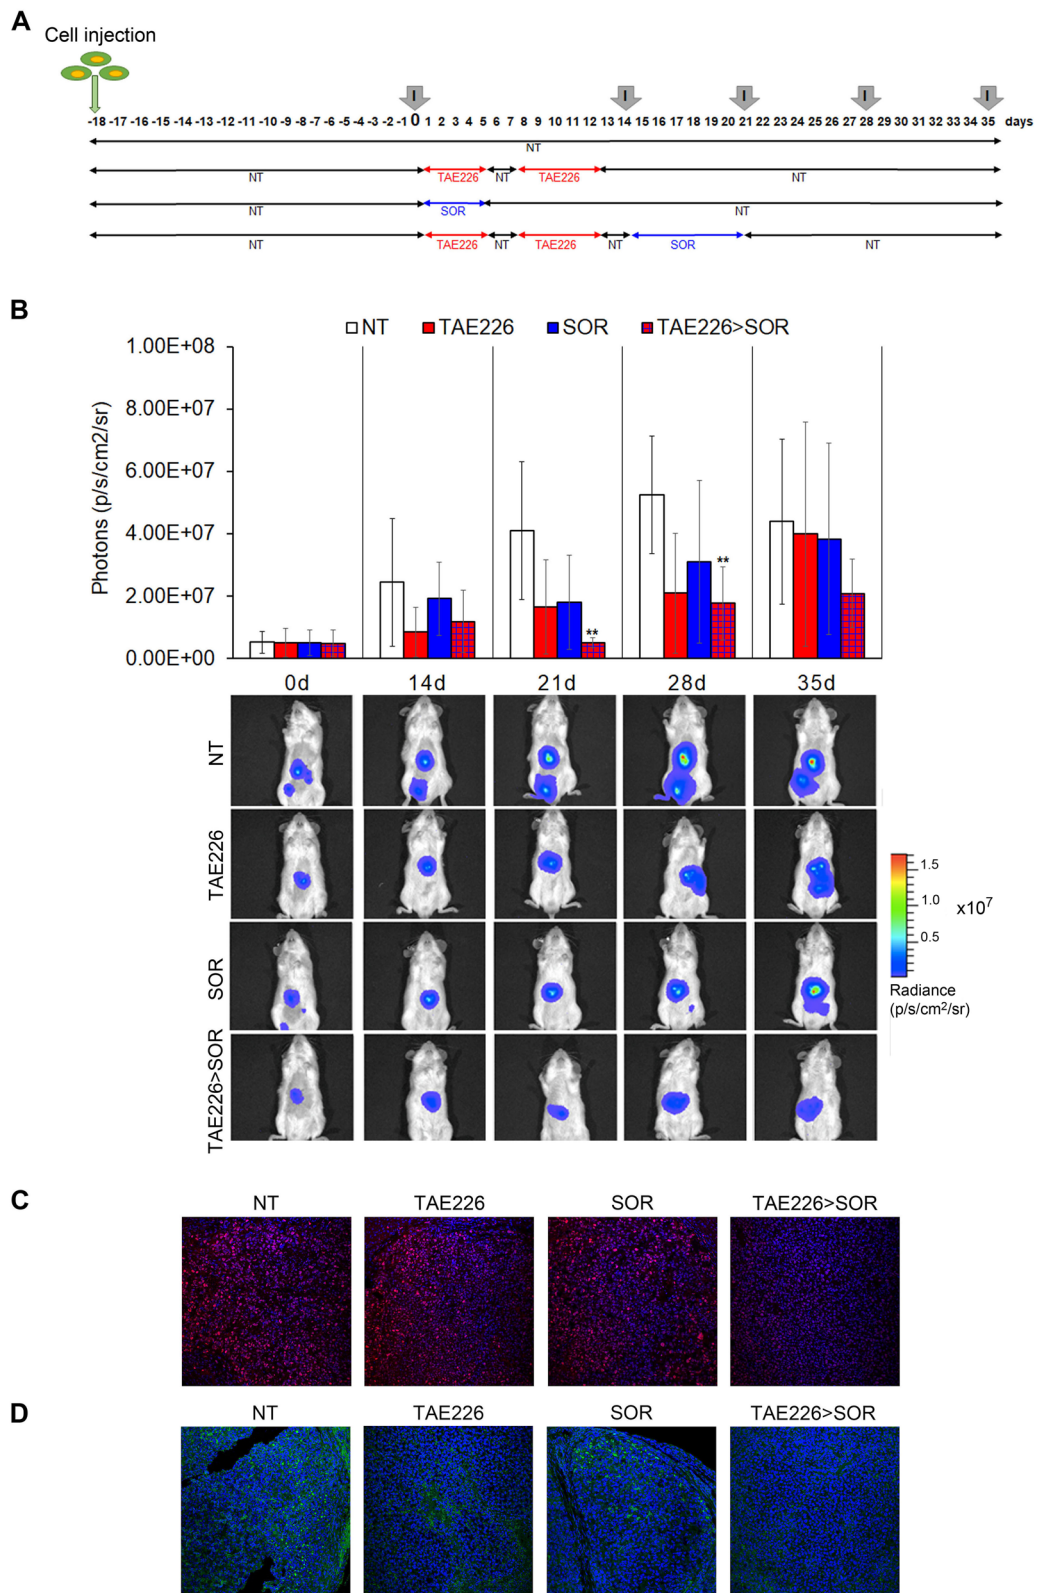 A
Cell injection
I I I I I
-18 -17 -16 -15 -14 -13 -12 -11 -10 -9 -8 -7 -6 -5 -4 -3 -2 -1 0 1 2 3 4 5 6 7 8 9 10 11 12 13 14 15 16 17 18 19 20 21 22 23 24 25 26 27 28 29 30 31 32 33 34 35 days
NT
NT TAE226 NT TAE226 NT
NT SOR NT
NT TAE226 NT TAE226 NT SOR NT
B
NT TAE226 SOR TAE226>SOR
Photons (p/s/cm2/sr)
1.00E+08
8.00E+07
6.00E+07
4.00E+07
2.00E+07
0.00E+00
** **
0d 14d 21d 28d 35d
NT
TAE226
SOR
TAE226>SOR
1.5
1.0
0.5
x10⁷
Radiance
(p/s/cm²/sr)
C
NT TAE226 SOR TAE226>SOR
D
NT TAE226 SOR TAE226>SOR